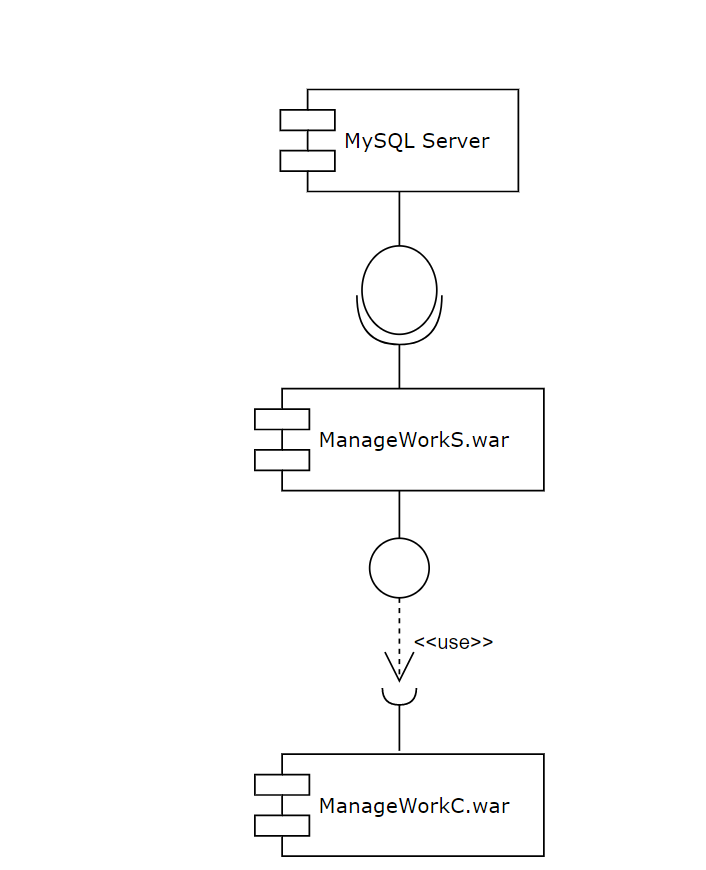 MySQL Server
ManageWorkS.war
<<use>>
ManageWorkC.war